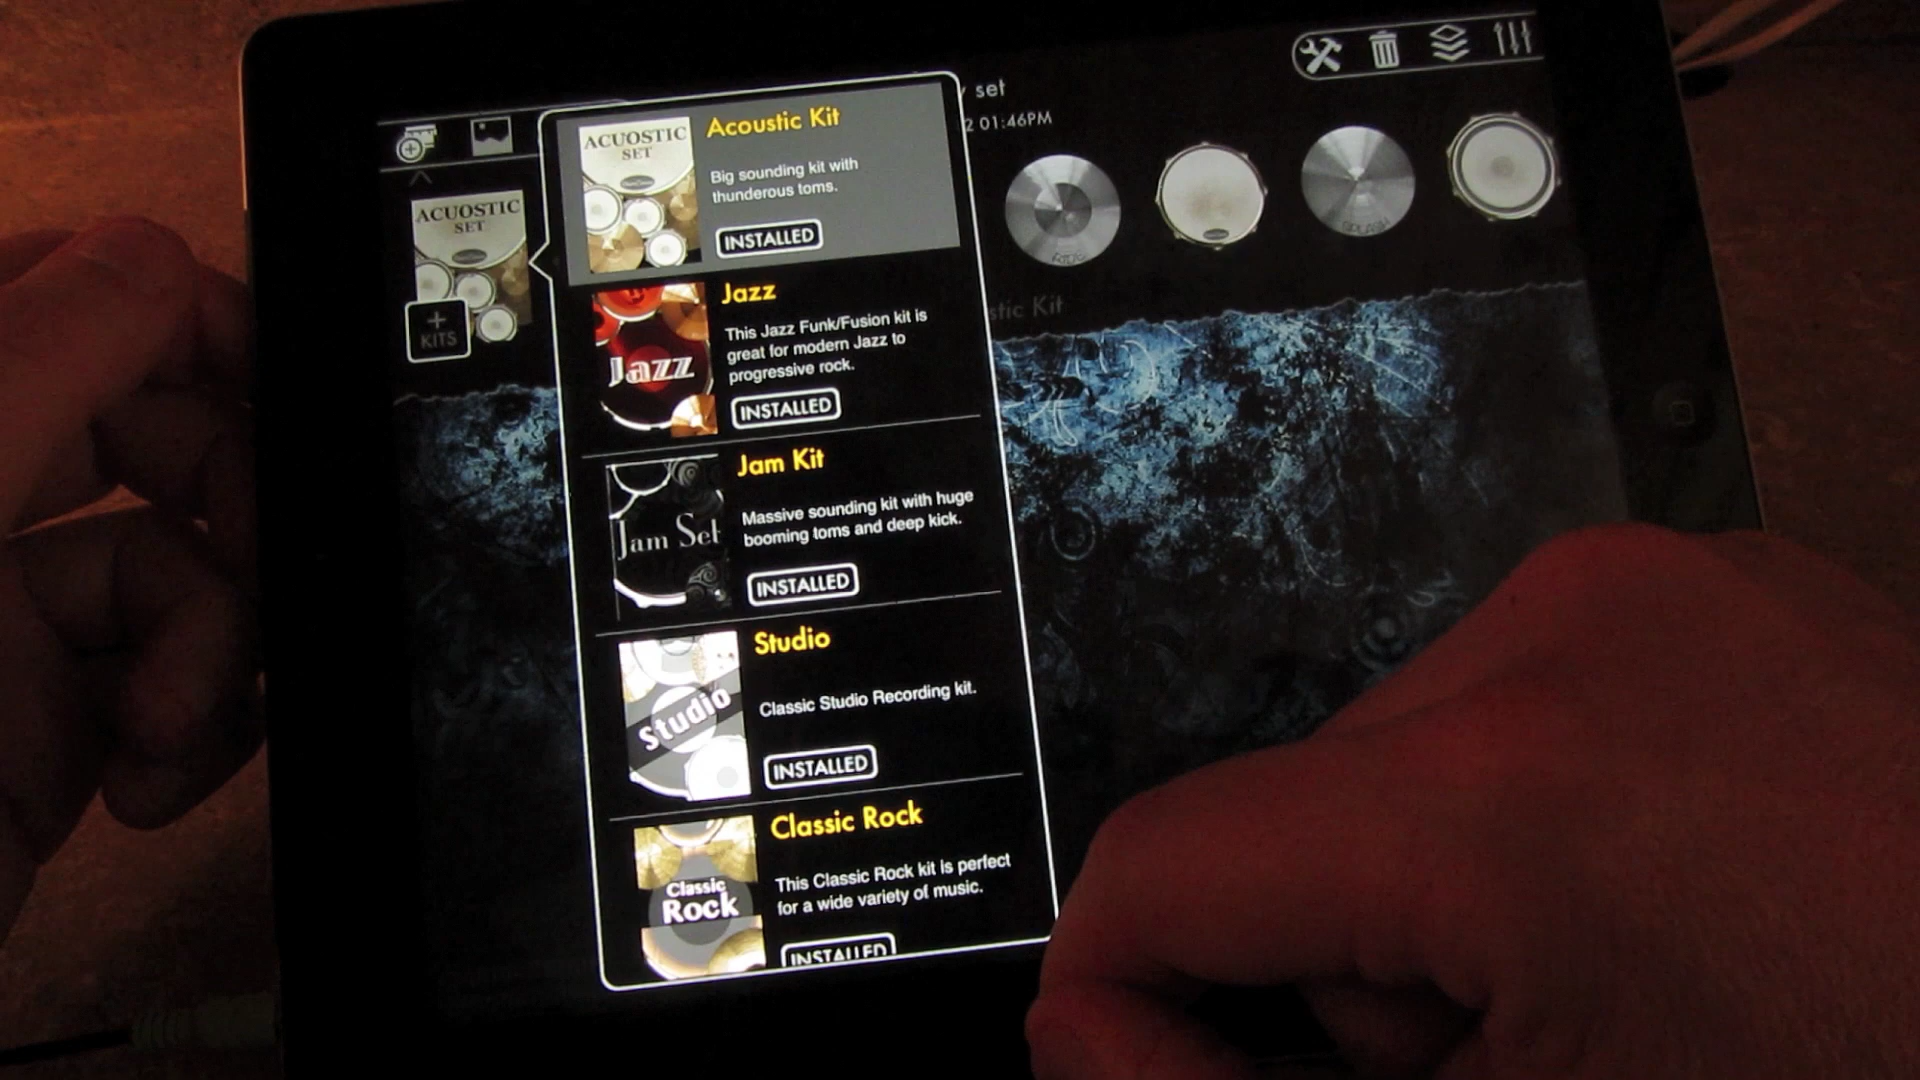 set
2 01:46PM
ACUOSTIC
SET
+
KITS
Acoustic Kit
ACUOSTIC
SET
Big sounding kit with
thunderous toms.
INSTALLED
Jazz
This Jazz Funk/Fusion kit is
great for modern Jazz to
progressive rock.
Jazz
INSTALLED
Jam Kit
Massive sounding kit with huge
booming toms and deep kick.
Jam Set
INSTALLED
Studio
Classic Studio Recording kit.
Studio
INSTALLED
Classic Rock
This Classic Rock kit is perfect
for a wide variety of music.
Classic
Rock
INSTALLED
RIDE
SPLASH
stic Kit